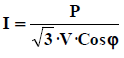 I = P / √3·V·Cosφ